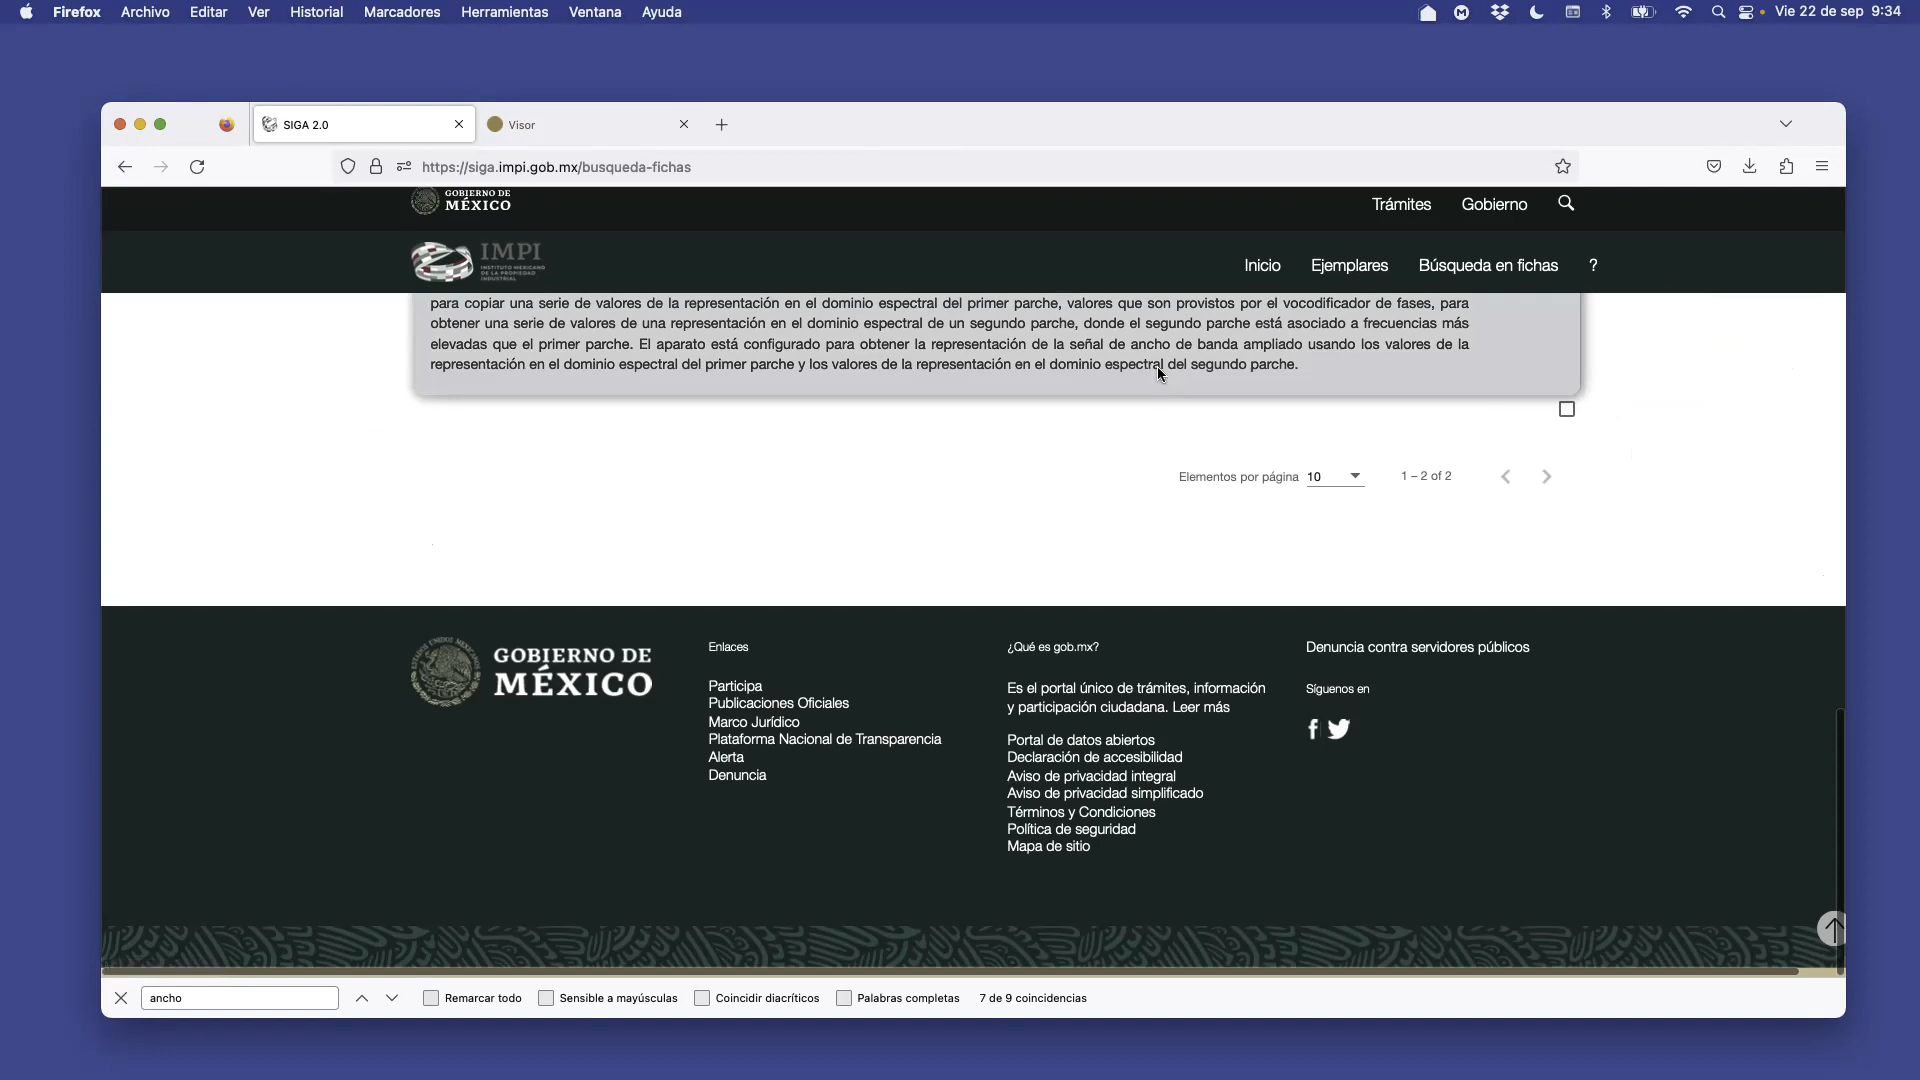 Firefox Archivo Editar Ver Historial Marcadores Herramientas Ventana Ayuda Vie 22 de sep 9:34
SIGA 2.0 Visor
https://siga.impi.gob.mx/busqueda-fichas
GOBIERNO DE
MÉXICO
Trámites Gobierno
IMPI
INSTITUTO MEXICANO
DE LA PROPIEDAD
INDUSTRIAL
Inicio Ejemplares Búsqueda en fichas ?
para copiar una serie de valores de la representación en el dominio espectral del primer parche, valores que son provistos por el vocodificador de fases, para
obtener una serie de valores de una representación en el dominio espectral de un segundo parche, donde el segundo parche está asociado a frecuencias más
elevadas que el primer parche. El aparato está configurado para obtener la representación de la señal de ancho de banda ampliado usando los valores de la
representación en el dominio espectral del primer parche y los valores de la representación en el dominio espectral del segundo parche.
Elementos por página 10 1 – 2 of 2
GOBIERNO DE
MÉXICO
Enlaces
Participa
Publicaciones Oficiales
Marco Jurídico
Plataforma Nacional de Transparencia
Alerta
Denuncia
¿Qué es gob.mx?
Es el portal único de trámites, información
y participación ciudadana. Leer más
Portal de datos abiertos
Declaración de accesibilidad
Aviso de privacidad integral
Aviso de privacidad simplificado
Términos y Condiciones
Política de seguridad
Mapa de sitio
Denuncia contra servidores públicos
Síguenos en
ancho Remarcar todo Sensible a mayúsculas Coincidir diacríticos Palabras completas 7 de 9 coincidencias